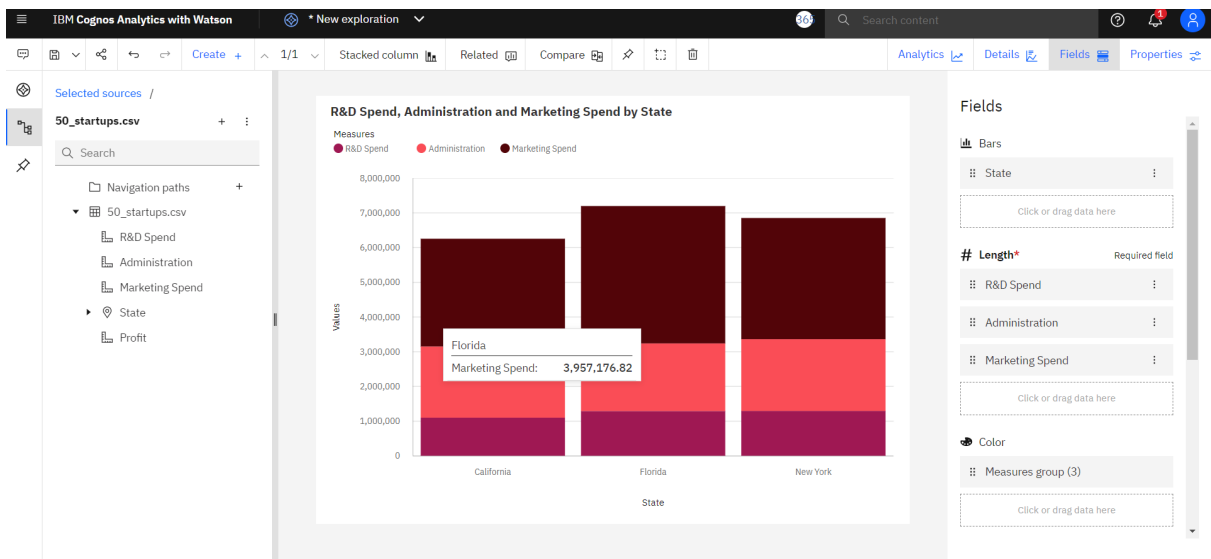 IBM Cognos Analytics with Watson
* New exploration
365
Search content
1
Create +
1/1
Stacked column
Related
Compare
Analytics
Details
Fields
Properties
Selected sources /
50_startups.csv
Search
Navigation paths
50_startups.csv
R&D Spend
Administration
Marketing Spend
State
Profit
R&D Spend, Administration and Marketing Spend by State
Measures
R&D Spend
Administration
Marketing Spend
8,000,000
7,000,000
6,000,000
5,000,000
4,000,000
3,000,000
2,000,000
1,000,000
0
Values
Florida
Marketing Spend: 3,957,176.82
California
Florida
New York
State
Fields
Bars
State
Click or drag data here
# Length* Required field
R&D Spend
Administration
Marketing Spend
Click or drag data here
Color
Measures group (3)
Click or drag data here